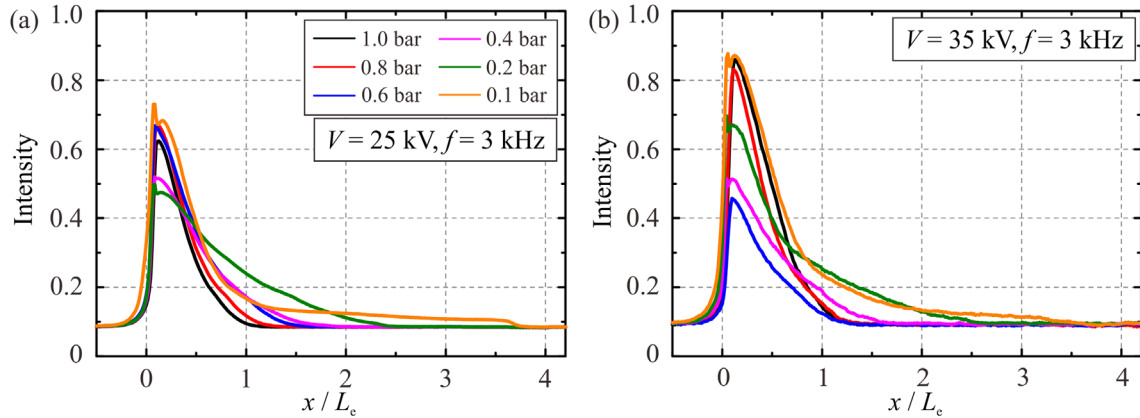 (a)
1.0
0.8
0.6
0.4
0.2
0
Intensity
1.0 bar
0.4 bar
0.8 bar
0.2 bar
0.6 bar
0.1 bar
V = 25 kV, f = 3 kHz
0 1 2 3 4
x / Le
(b)
1.0
0.8
0.6
0.4
0.2
0
Intensity
V = 35 kV, f = 3 kHz
0 1 2 3 4
x / Le